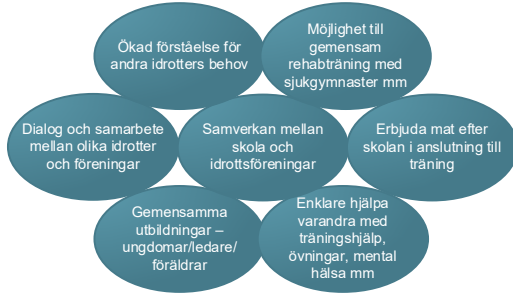 Ökad förståelse för
andra idrotters behov
Möjlighet till
gemensam
rehabträning med
sjukgymnaster mm
Dialog och samarbete
mellan olika idrotter
och föreningar
Samverkan mellan
skola och
idrottsföreningar
Erbjuda mat efter
skolan i anslutning till
träning
Gemensamma
utbildningar –
ungdomar/ledare/
föräldrar
Enklare hjälpa
varandra med
träningshjälp,
övningar, mental
hälsa mm